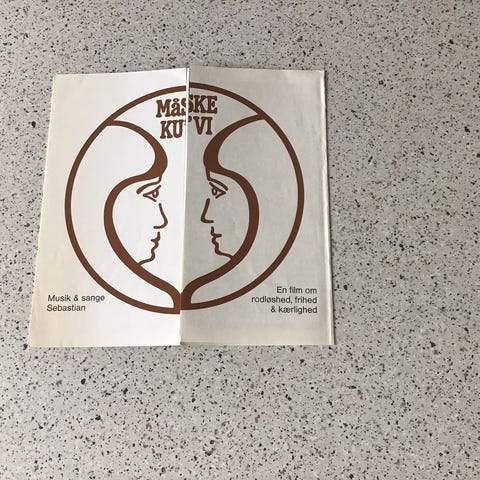 MåSKE
KU' VI
Musik & sange
Sebastian
En film om
rodløshed, frihed
& kærlighed